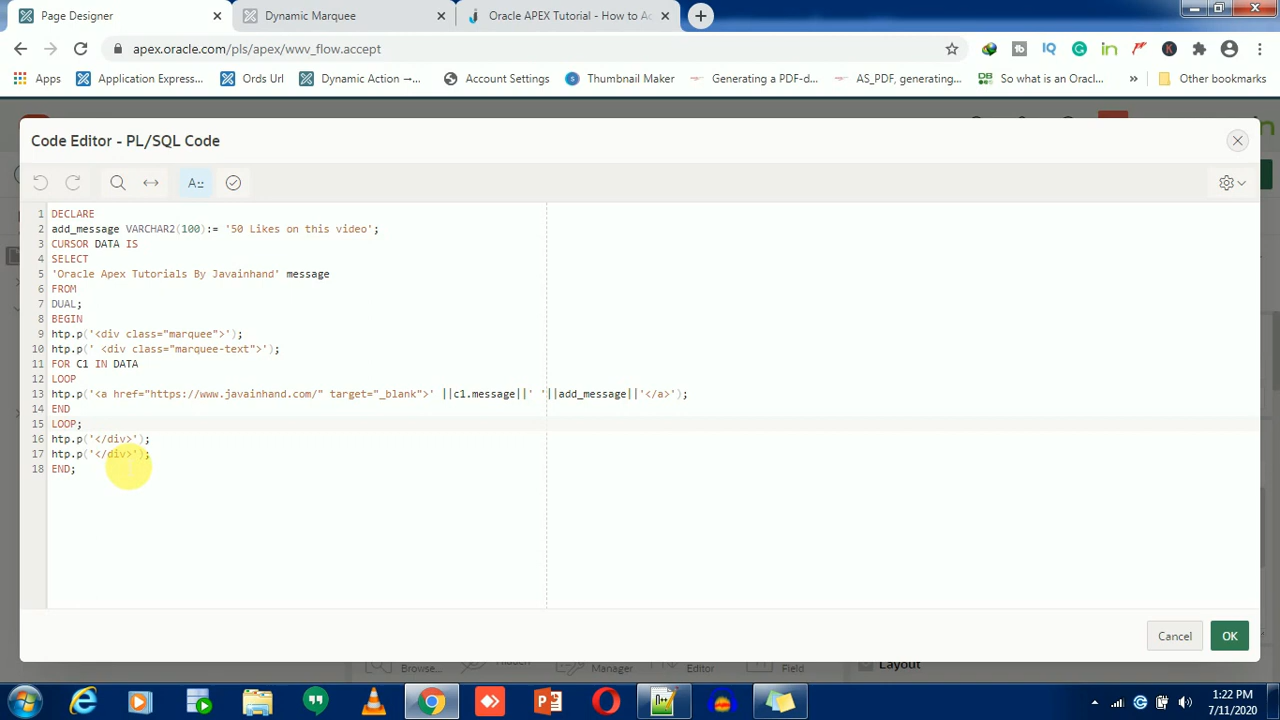 Page Designer
Dynamic Marquee
Oracle APEX Tutorial - How to Ac
apex.oracle.com/pls/apex/wwv_flow.accept
Apps
Application Express...
Ords Url
Dynamic Action →...
Account Settings
Thumbnail Maker
Generating a PDF-d...
AS_PDF, generating...
So what is an Oracl...
Other bookmarks
Code Editor - PL/SQL Code
1 DECLARE
2 add_message VARCHAR2(100):= '50 Likes on this video';
3 CURSOR DATA IS
4 SELECT
5 'Oracle Apex Tutorials By Javainhand' message
6 FROM
7 DUAL;
8 BEGIN
9 htp.p('<div class="marquee">');
10 htp.p(' <div class="marquee-text">');
11 FOR C1 IN DATA
12 LOOP
13 htp.p('<a href="https://www.javainhand.com/" target="_blank">' ||c1.message||' '||add_message||'</a>');
14 END
15 LOOP;
16 htp.p('</div>');
17 htp.p('</div>');
18 END;
Cancel
OK
Browse...
Hidden
Manager
Editor
Field
Layout
1:22 PM
7/11/2020